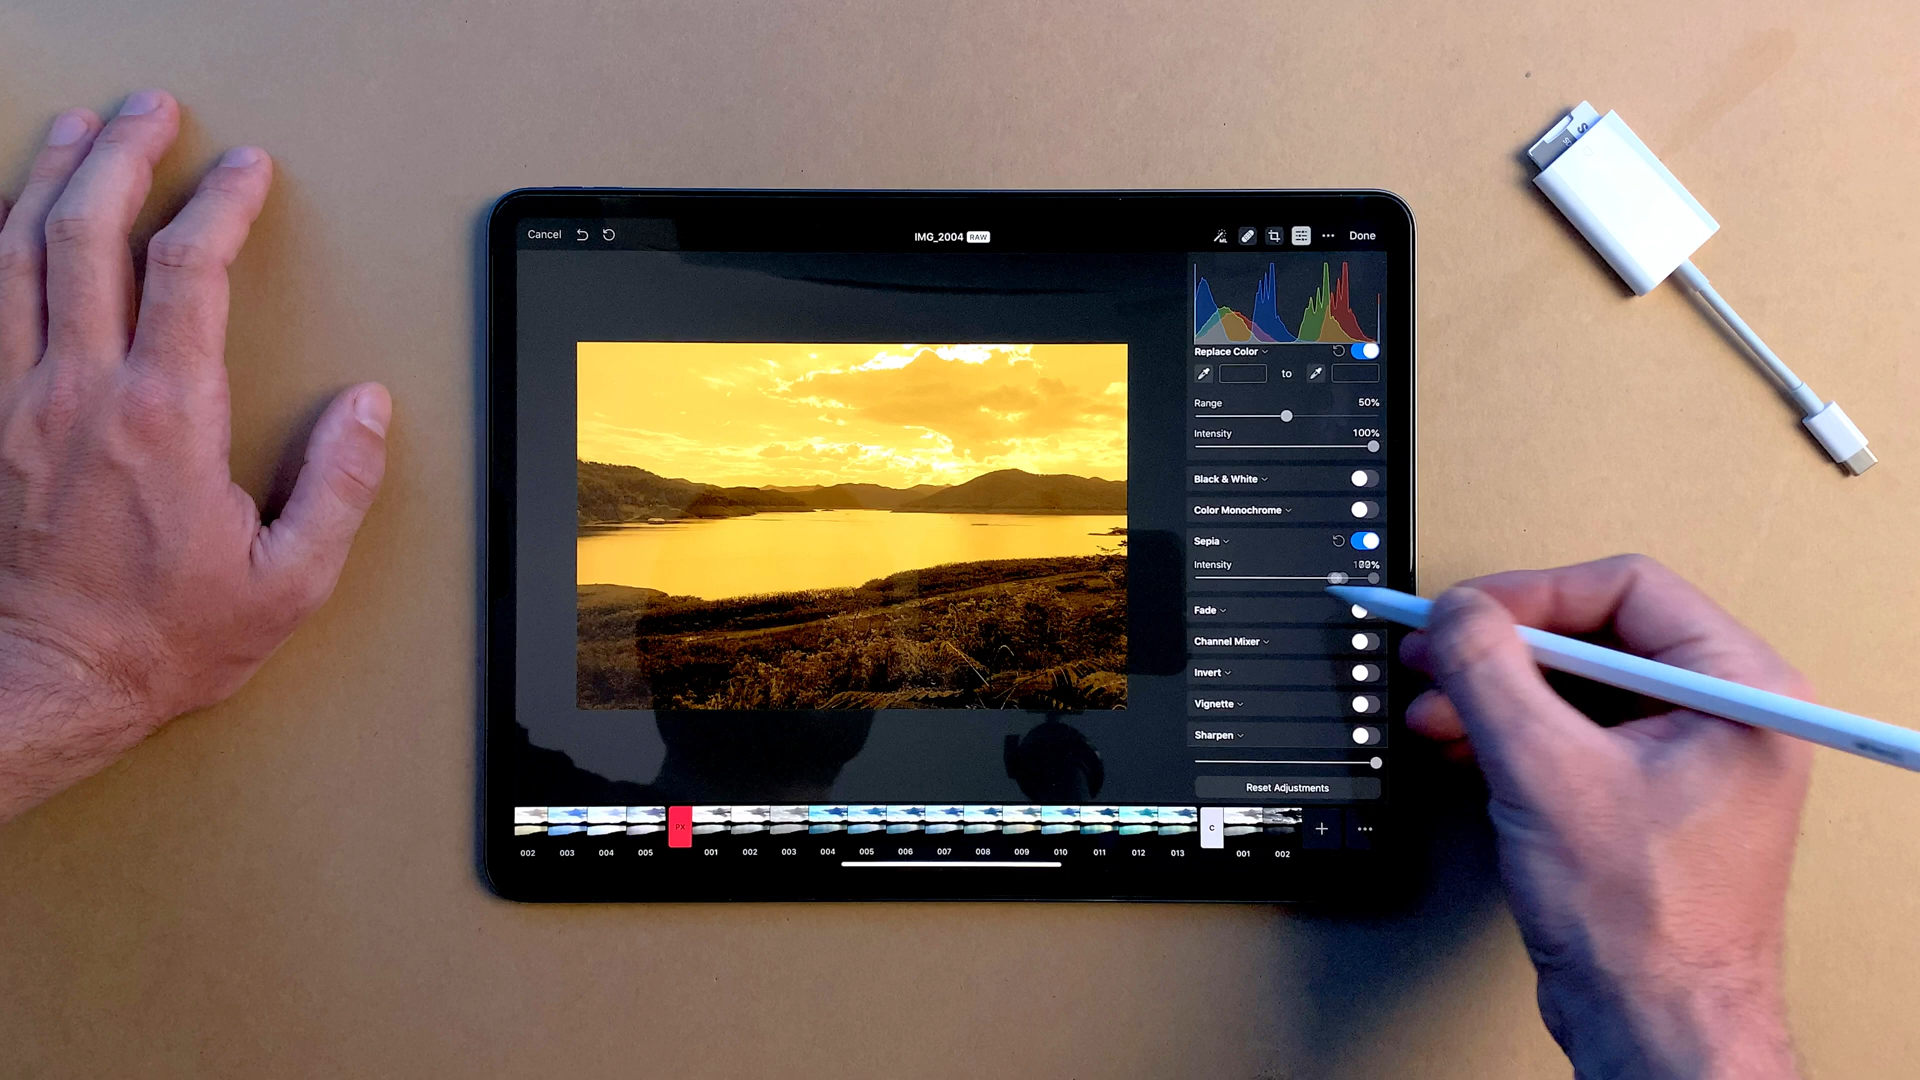 Cancel
IMG_2004 RAW
ML
Done
Replace Color
to
Range 50%
Intensity 100%
Black & White
Color Monochrome
Sepia
Intensity
Fade
Channel Mixer
Invert
Vignette
Sharpen
Reset Adjustments
PX
C
002 003 004 005 001 002 003 004 005 006 007 008 009 010 011 012 013 001 002